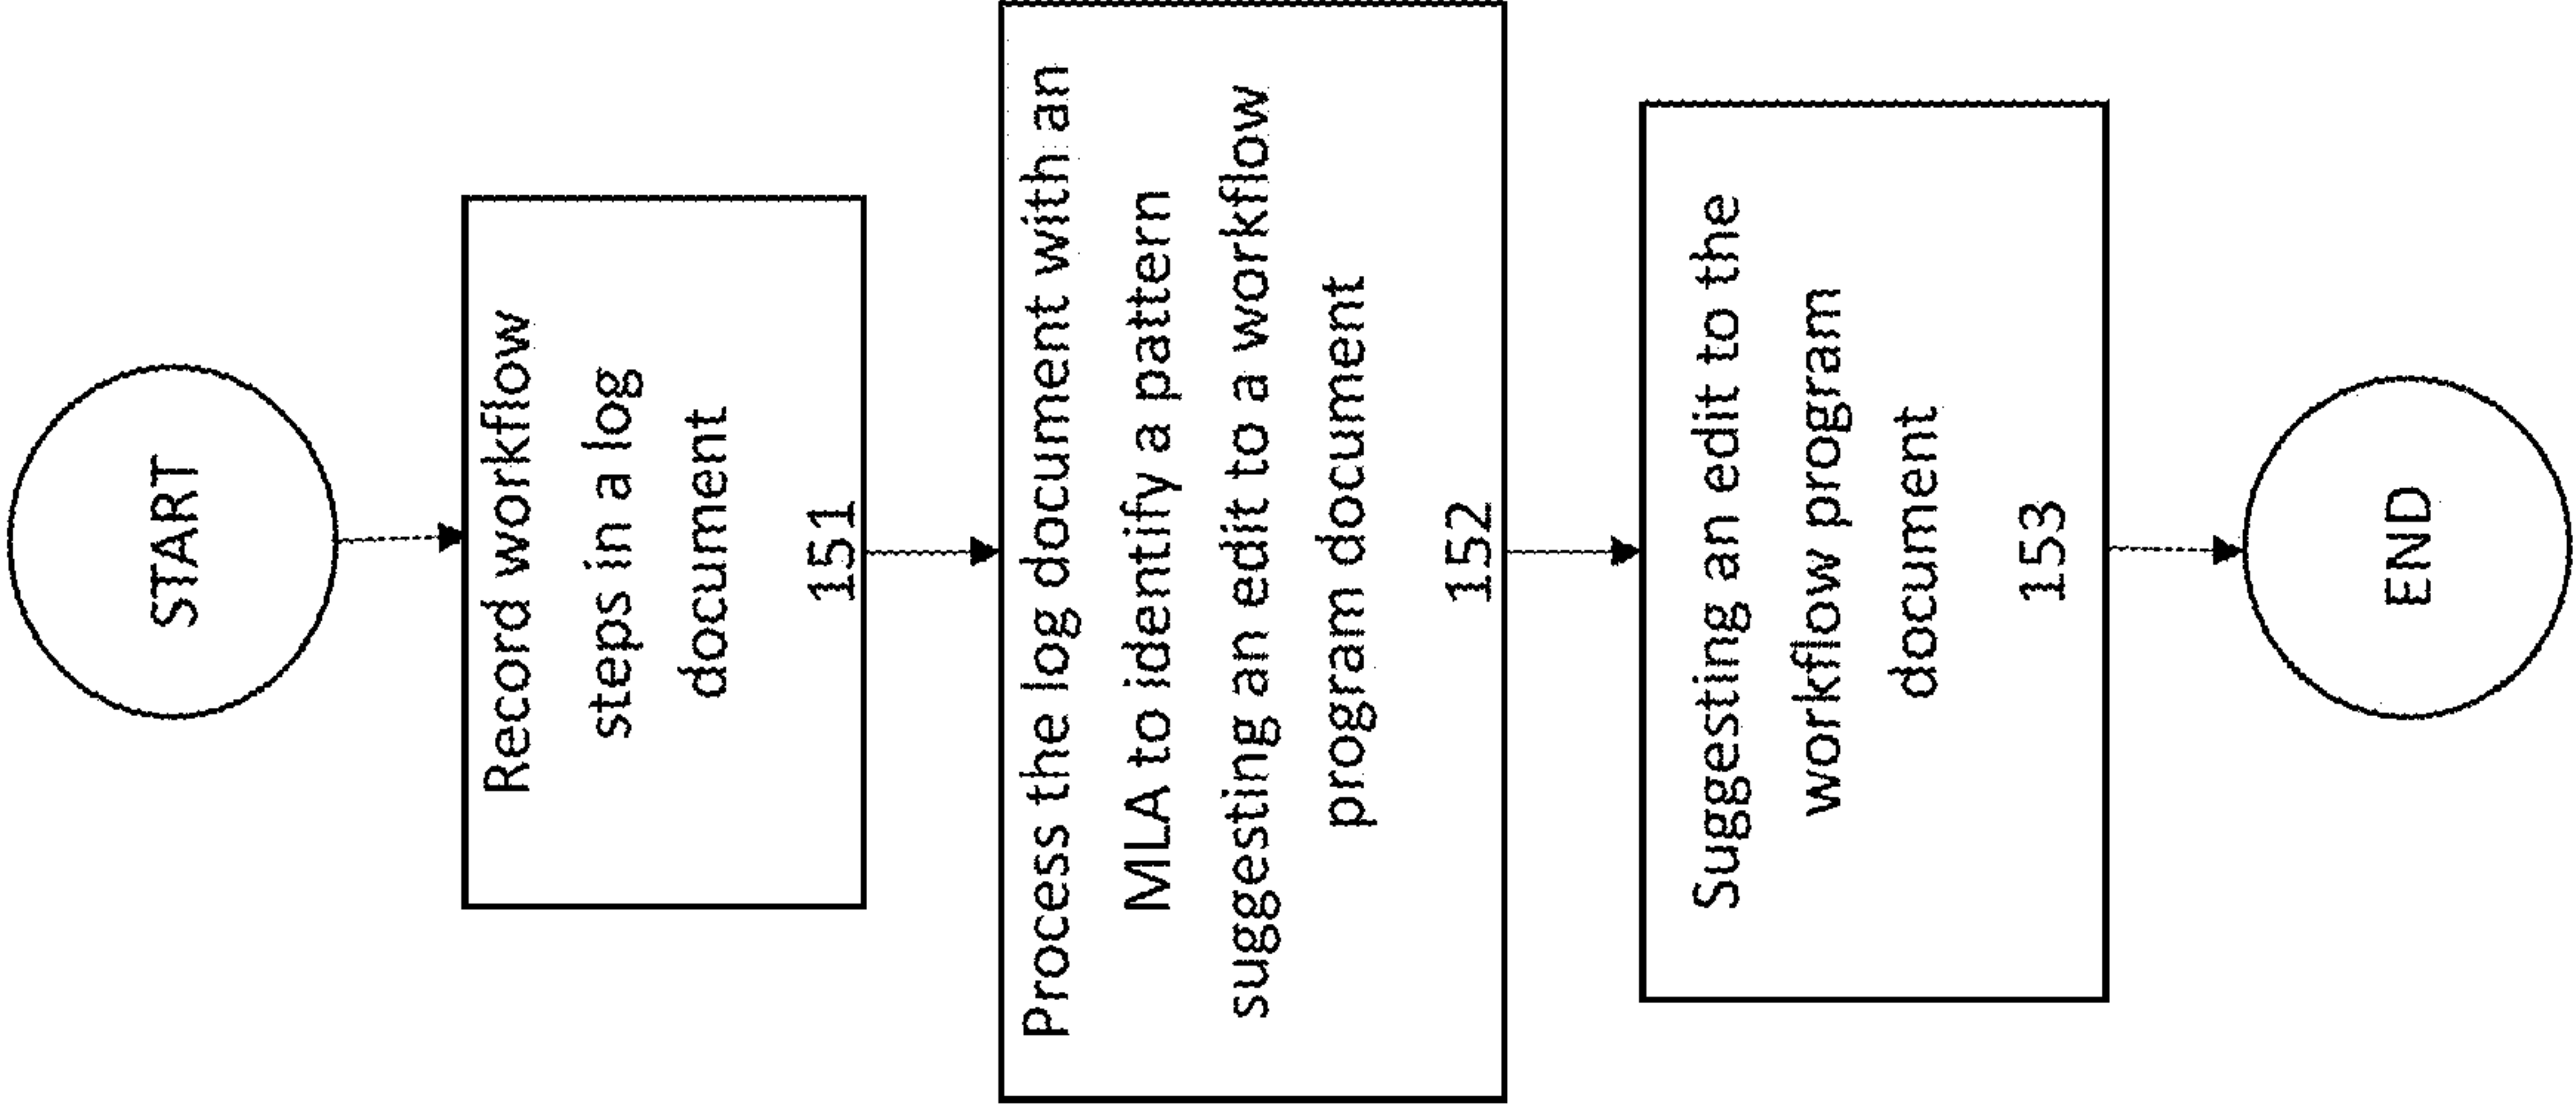 START
Record workflow
steps in a log
document
151
Process the log document with an
MLA to identify a pattern
suggesting an edit to a workflow
program document
152
Suggesting an edit to the
workflow program
document
153
END